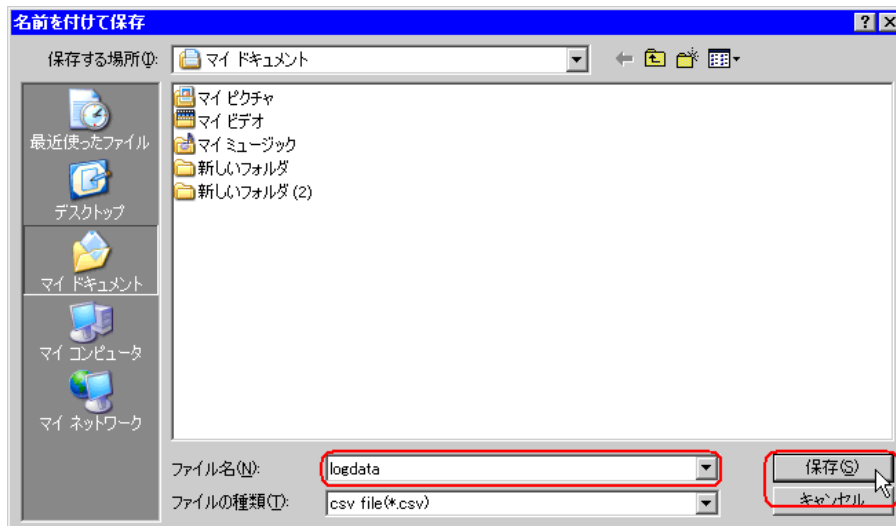 名前を付けて保存
保存する場所(I):
マイ ドキュメント
最近使ったファイル
デスクトップ
マイ ドキュメント
マイ コンピュータ
マイ ネットワーク
マイ ピクチャ
マイ ビデオ
マイ ミュージック
新しいフォルダ
新しいフォルダ (2)
ファイル名(N):
logdata
保存(S)
ファイルの種類(T):
csv file(*.csv)
キャンセル